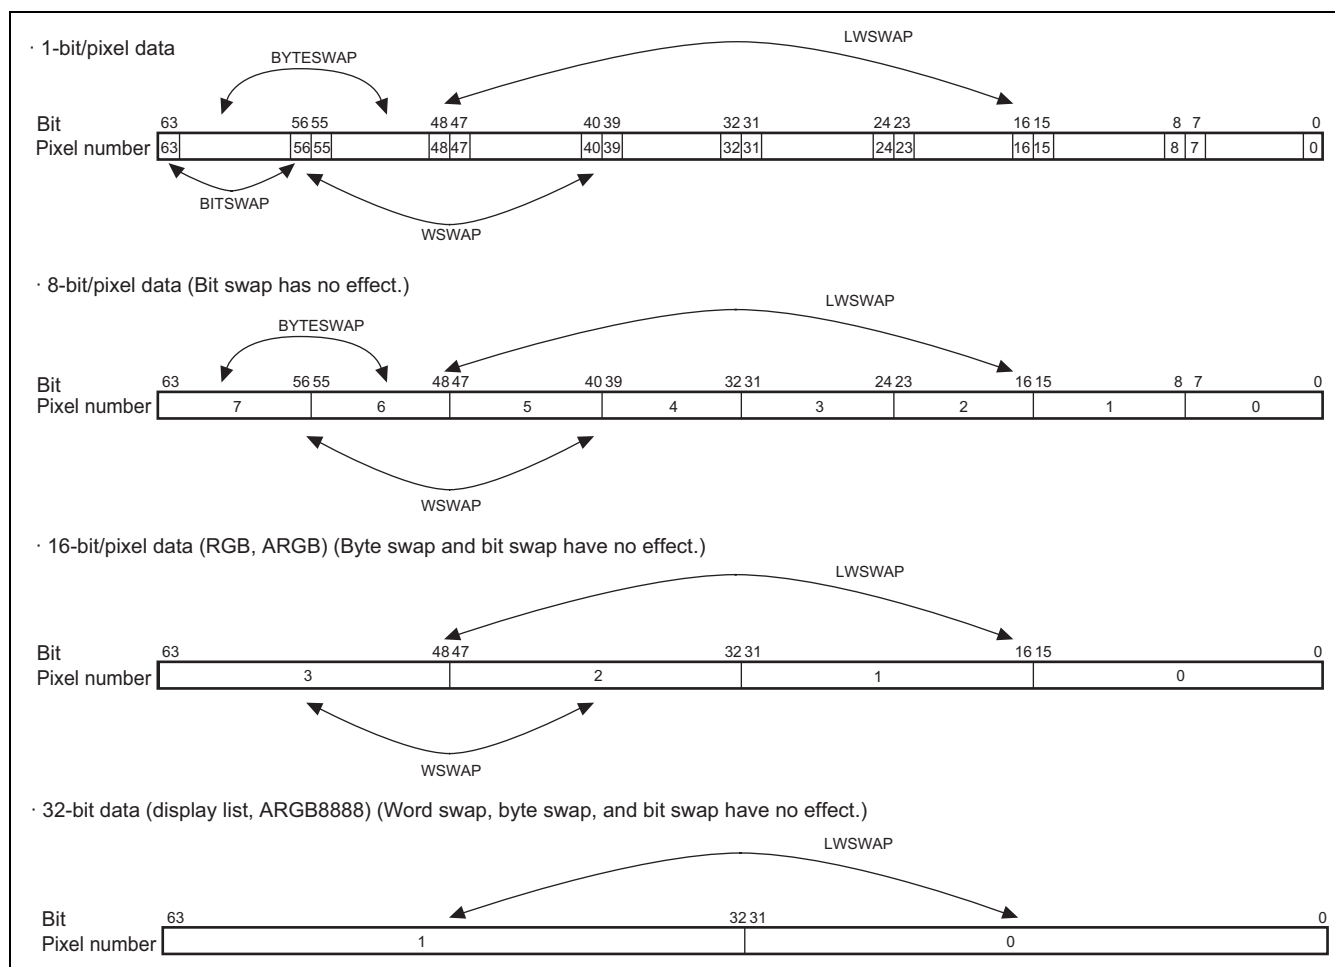 · 1-bit/pixel data
LWSWAP
BYTESWAP
Bit 63 56 55 48 47 40 39 32 31 24 23 16 15 8 7 0
Pixel number 63 56 55 48 47 40 39 32 31 24 23 16 15 8 7 0
BITSWAP
WSWAP
· 8-bit/pixel data (Bit swap has no effect.)
LWSWAP
BYTESWAP
Bit 63 56 55 48 47 40 39 32 31 24 23 16 15 8 7 0
Pixel number 7 6 5 4 3 2 1 0
WSWAP
· 16-bit/pixel data (RGB, ARGB) (Byte swap and bit swap have no effect.)
LWSWAP
Bit 63 48 47 32 31 16 15 0
Pixel number 3 2 1 0
WSWAP
· 32-bit data (display list, ARGB8888) (Word swap, byte swap, and bit swap have no effect.)
LWSWAP
Bit 63 32 31 0
Pixel number 1 0